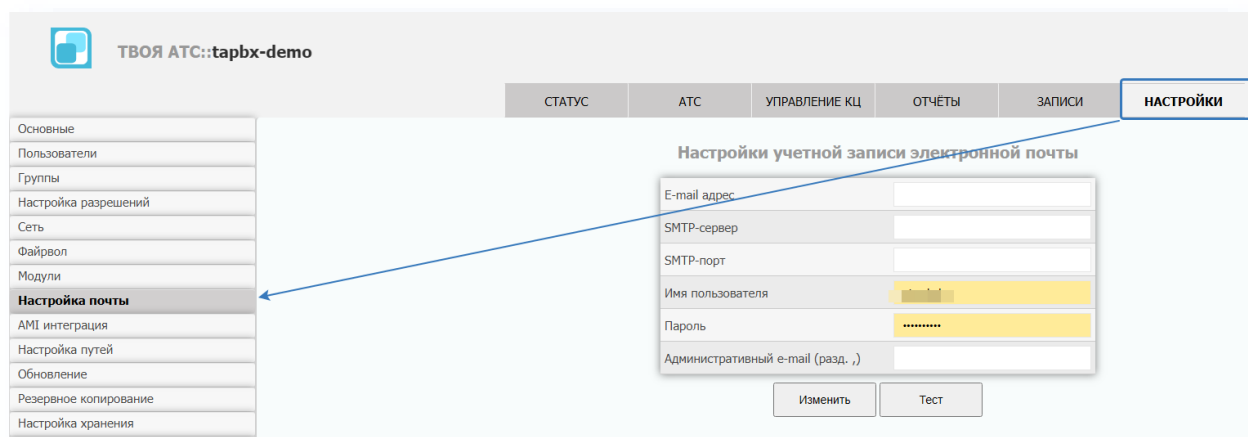 ТВОЯ АТС::tapbx-demo
СТАТУС АТС УПРАВЛЕНИЕ КЦ ОТЧЁТЫ ЗАПИСИ НАСТРОЙКИ
Основные
Пользователи
Группы
Настройка разрешений
Сеть
Файрвол
Модули
Настройка почты
AMI интеграция
Настройка путей
Обновление
Резервное копирование
Настройка хранения
Настройки учетной записи электронной почты
E-mail адрес
SMTP-сервер
SMTP-порт
Имя пользователя
Пароль ••••••••••
Административный e-mail (разд. ,)
Изменить Тест